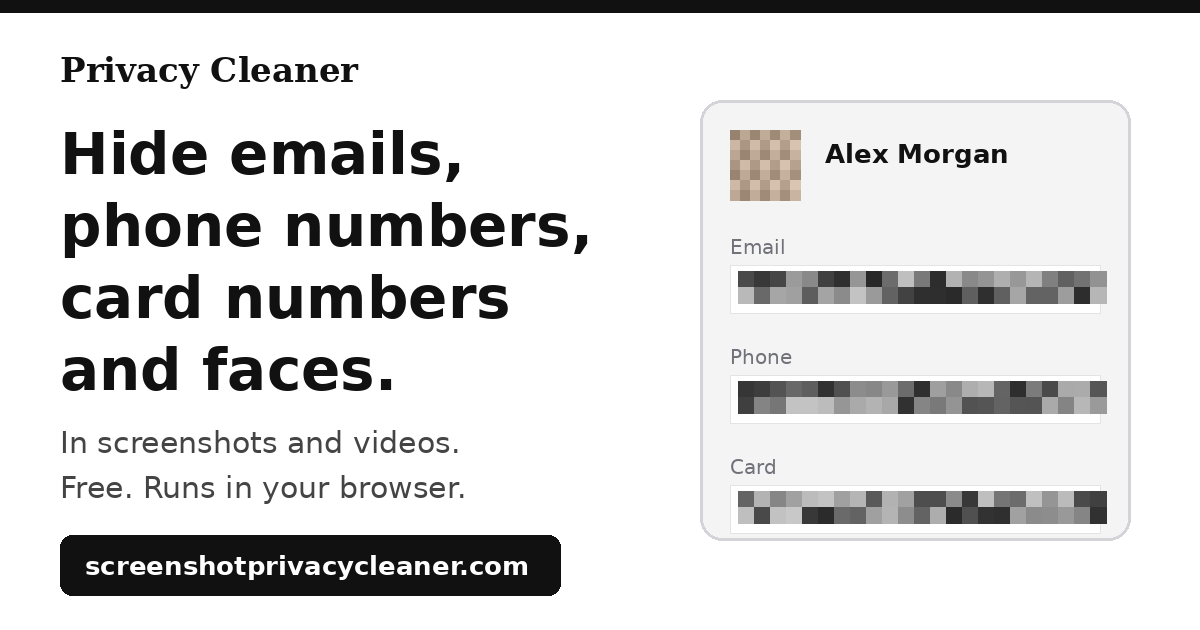 Privacy Cleaner
Hide emails,
phone numbers,
card numbers
and faces.
In screenshots and videos.
Free. Runs in your browser.
screenshotprivacycleaner.com
Alex Morgan
Email
Phone
Card